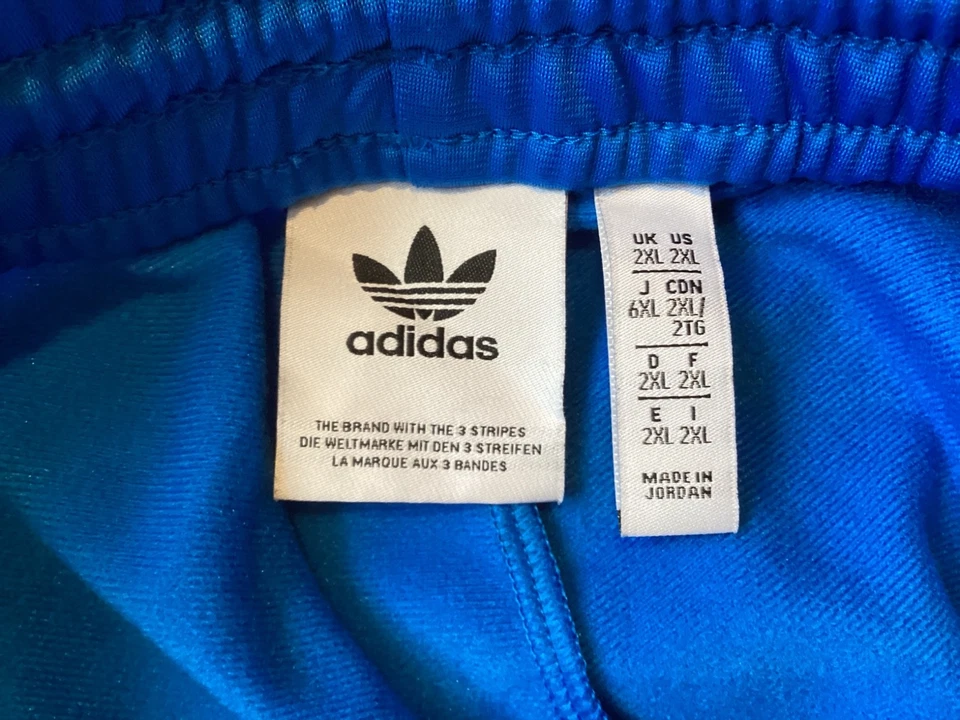 adidas
THE BRAND WITH THE 3 STRIPES
DIE WELTMARKE MIT DEN 3 STREIFEN
LA MARQUE AUX 3 BANDES
UK US
2XL 2XL
J CDN
6XL 2XL/
2TG
D F
2XL 2XL
E I
2XL 2XL
MADE IN
JORDAN